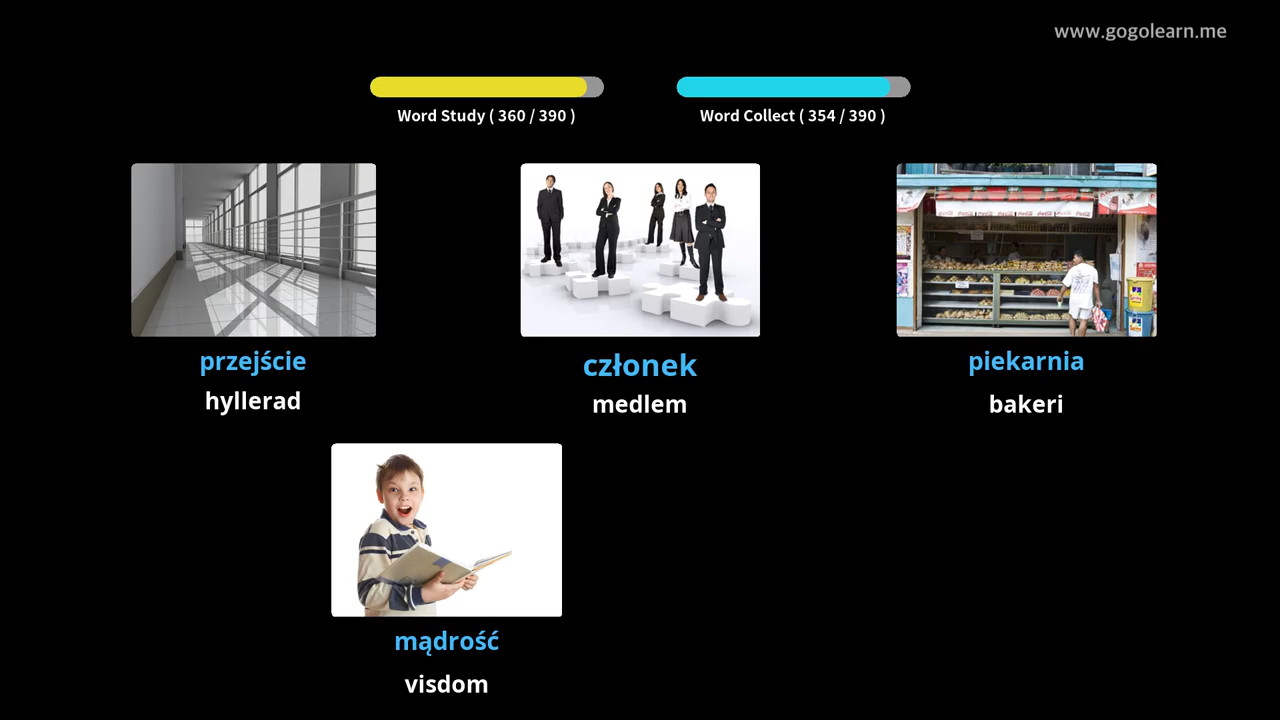 www.gogolearn.me
Word Study ( 360 / 390 )
Word Collect ( 354 / 390 )
przejście
członek
piekarnia
hyllerad
medlem
bakeri
mądrość
visdom